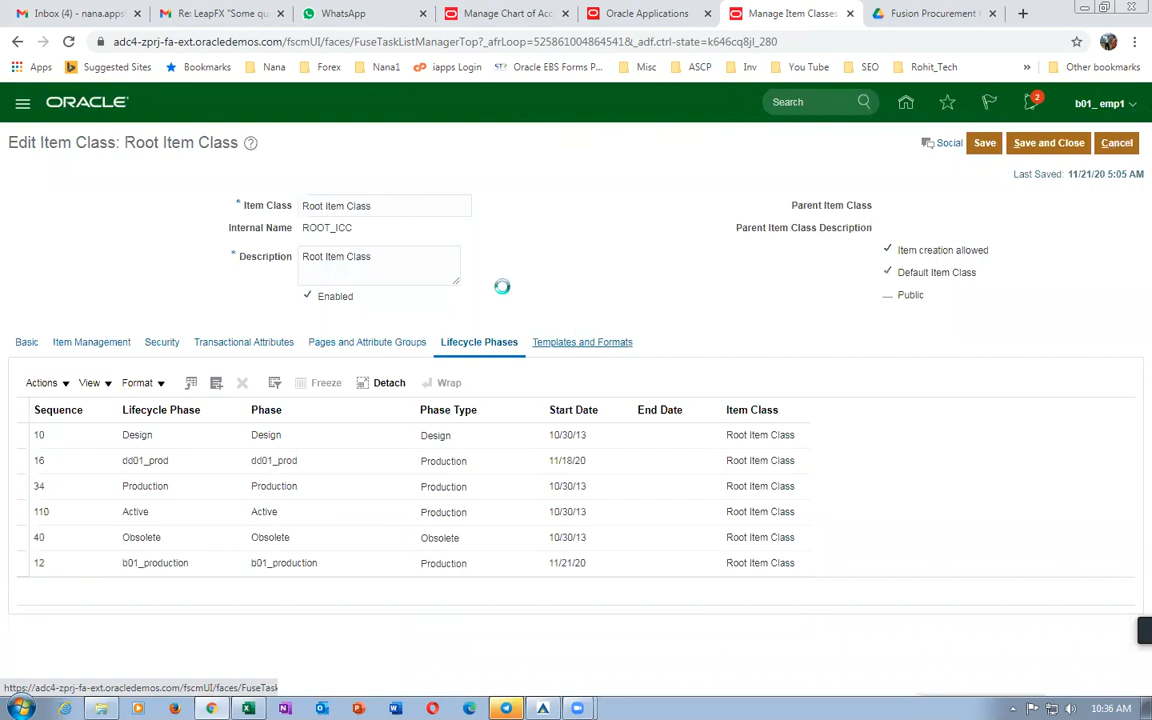 Inbox (4) - nana.apps
Re: LeapFX "Some qu
WhatsApp
Manage Chart of Acc
Oracle Applications
Manage Item Classes
Fusion Procurement
adc4-zprj-fa-ext.oracledemos.com/fscmUI/faces/FuseTaskListManagerTop?_afrLoop=525861004864541&_adf.ctrl-state=k646cq8jl_280
Apps
Suggested Sites
Bookmarks
Nana
Forex
Nana1
iapps Login
Oracle EBS Forms P...
Misc
ASCP
Inv
You Tube
SEO
Rohit_Tech
»
Other bookmarks
ORACLE
Search
2
b01_ emp1
Edit Item Class: Root Item Class
Social
Save
Save and Close
Cancel
Last Saved: 11/21/20 5:05 AM
* Item Class Root Item Class
Internal Name ROOT_ICC
* Description Root Item Class
Enabled
Parent Item Class
Parent Item Class Description
Item creation allowed
Default Item Class
Public
Basic
Item Management
Security
Transactional Attributes
Pages and Attribute Groups
Lifecycle Phases
Templates and Formats
Actions
View
Format
Freeze
Detach
Wrap
Sequence Lifecycle Phase Phase Phase Type Start Date End Date Item Class
10 Design Design Design 10/30/13 Root Item Class
16 dd01_prod dd01_prod Production 11/18/20 Root Item Class
34 Production Production Production 10/30/13 Root Item Class
110 Active Active Production 10/30/13 Root Item Class
40 Obsolete Obsolete Obsolete 10/30/13 Root Item Class
12 b01_production b01_production Production 11/21/20 Root Item Class
https://adc4-zprj-fa-ext.oracledemos.com/fscmUI/faces/FuseTask
10:36 AM